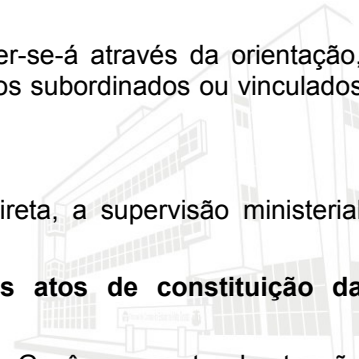 er-se-á através da orientação,
os subordinados ou vinculados
ireta, a supervisão ministerial
s atos de constituição da